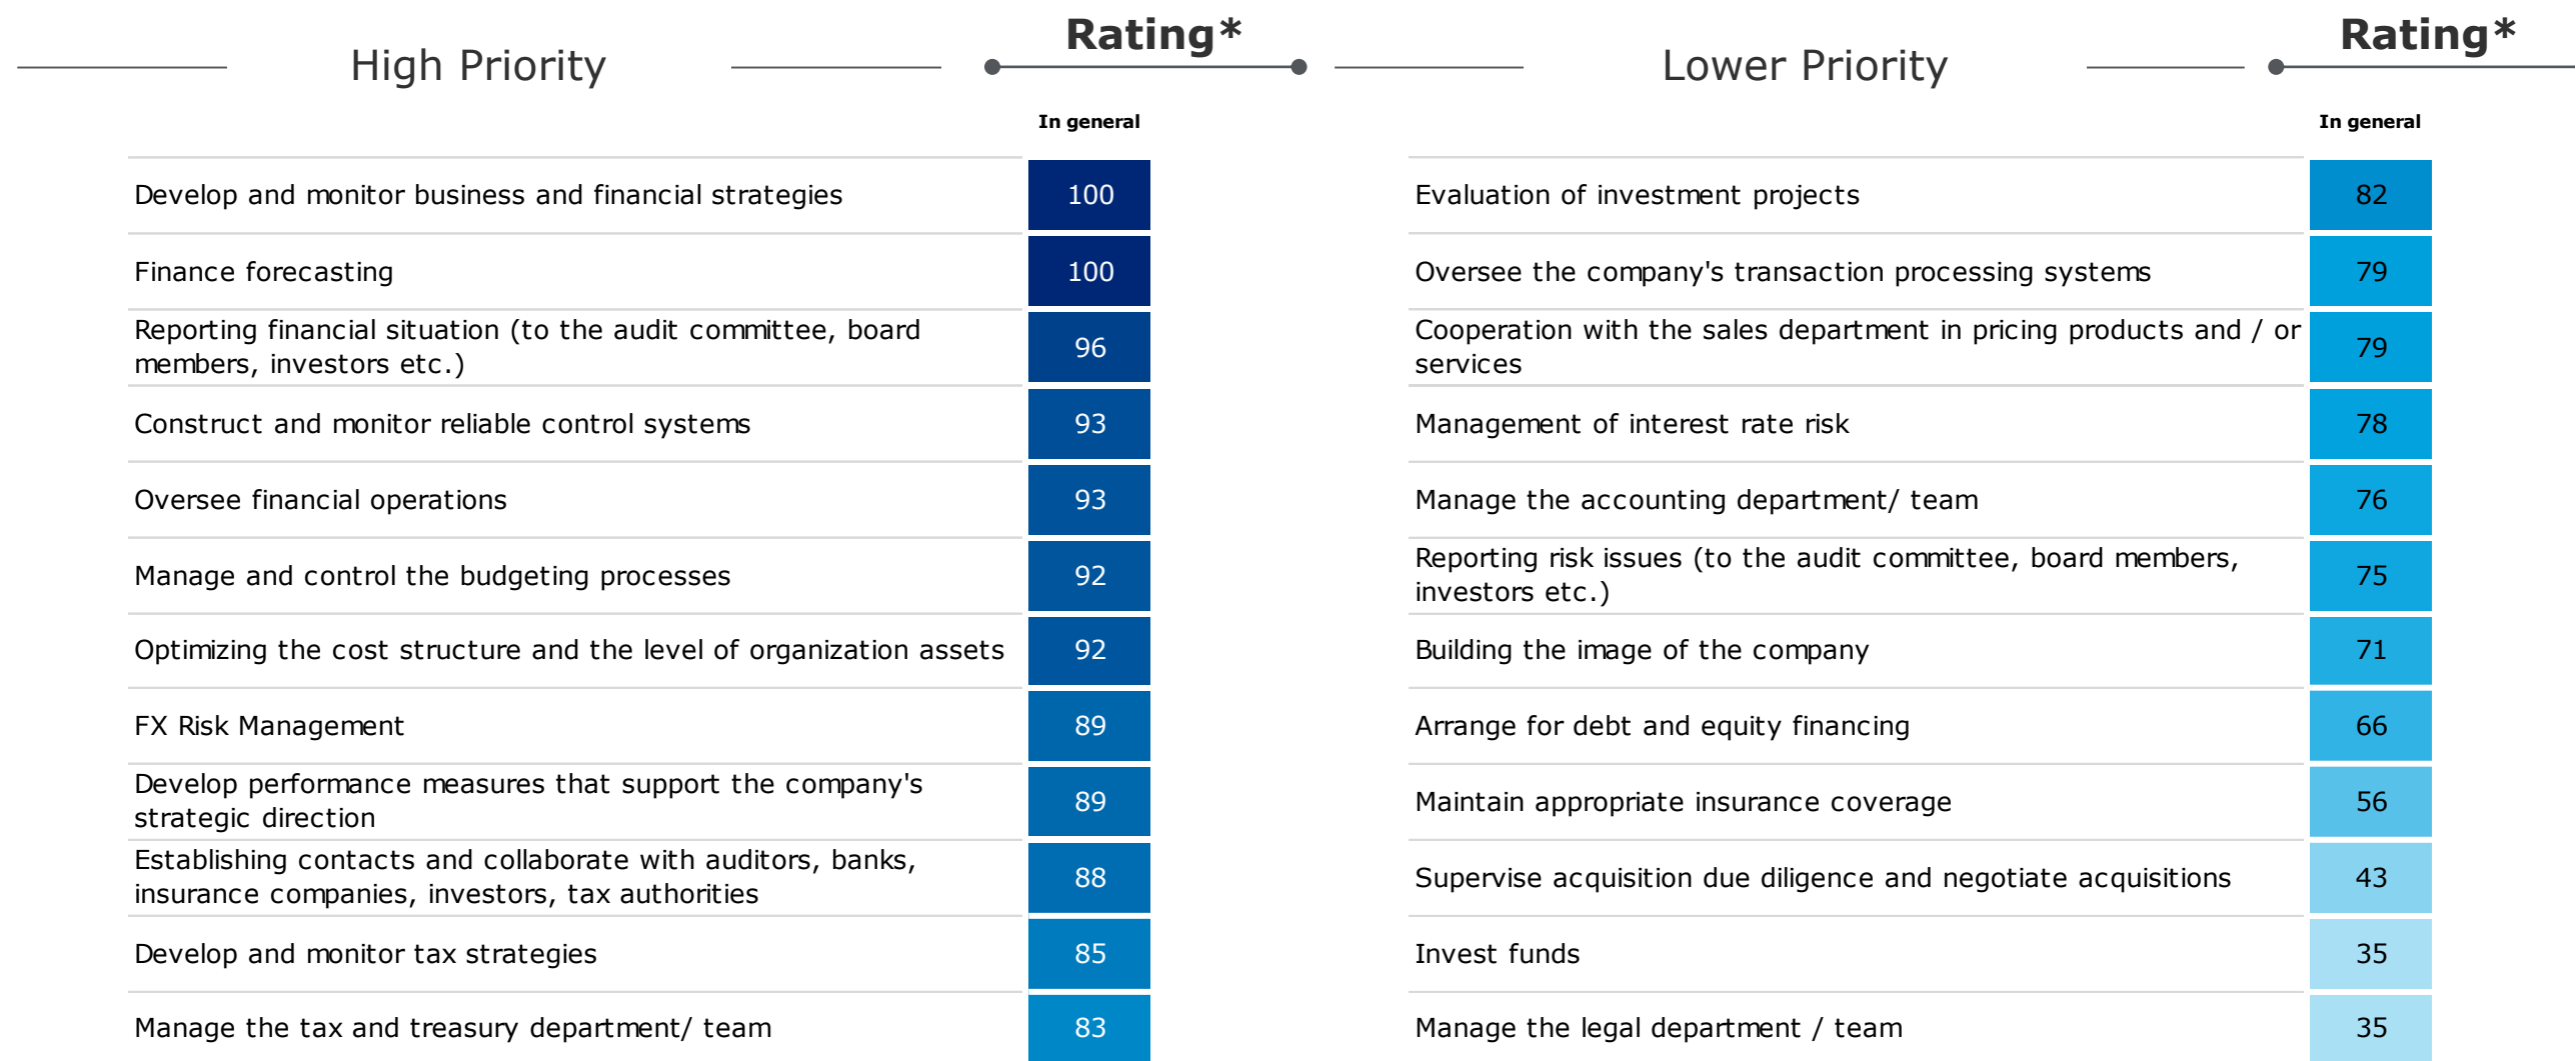 High Priority
Rating*
In general
Develop and monitor business and financial strategies
100
Finance forecasting
100
Reporting financial situation (to the audit committee, board
members, investors etc.)
96
Construct and monitor reliable control systems
93
Oversee financial operations
93
Manage and control the budgeting processes
92
Optimizing the cost structure and the level of organization assets
92
FX Risk Management
89
Develop performance measures that support the company's
strategic direction
89
Establishing contacts and collaborate with auditors, banks,
insurance companies, investors, tax authorities
88
Develop and monitor tax strategies
85
Manage the tax and treasury department/ team
83
Lower Priority
Rating*
In general
Evaluation of investment projects
82
Oversee the company's transaction processing systems
79
Cooperation with the sales department in pricing products and / or
services
79
Management of interest rate risk
78
Manage the accounting department/ team
76
Reporting risk issues (to the audit committee, board members,
investors etc.)
75
Building the image of the company
71
Arrange for debt and equity financing
66
Maintain appropriate insurance coverage
56
Supervise acquisition due diligence and negotiate acquisitions
43
Invest funds
35
Manage the legal department / team
35